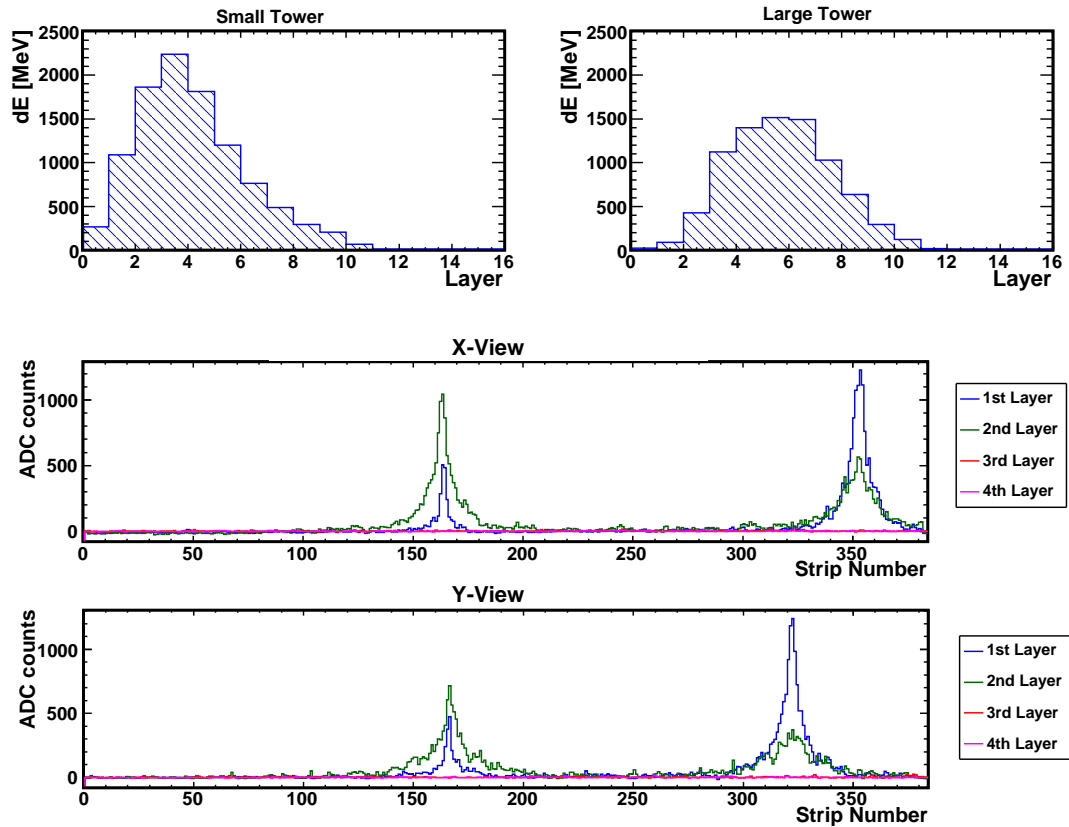 Small Tower
dE [MeV]
2500
2000
1500
1000
500
0
0 2 4 6 8 10 12 14 16
Layer
Large Tower
dE [MeV]
2500
2000
1500
1000
500
0
0 2 4 6 8 10 12 14 16
Layer
X-View
ADC counts
1000
500
0
0 50 100 150 200 250 300 350
Strip Number
1st Layer
2nd Layer
3rd Layer
4th Layer
Y-View
ADC counts
1000
500
0
0 50 100 150 200 250 300 350
Strip Number
1st Layer
2nd Layer
3rd Layer
4th Layer